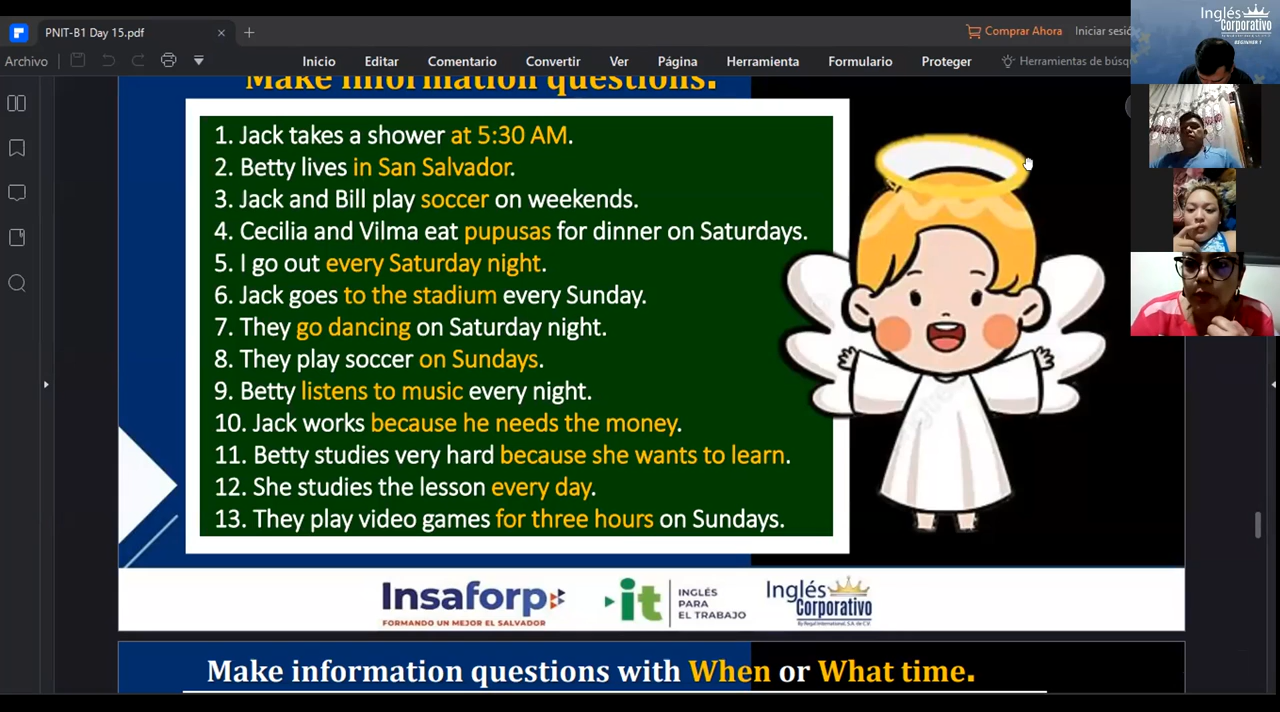 PNIT-B1 Day 15.pdf
Comprar Ahora
Iniciar sesió
Archivo
Inicio
Editar
Comentario
Convertir
Ver
Página
Herramienta
Formulario
Proteger
Herramientas de búsq
Inglés
Corporativo
BEGINNER 1
Make information questions.
1. Jack takes a shower at 5:30 AM.
2. Betty lives in San Salvador.
3. Jack and Bill play soccer on weekends.
4. Cecilia and Vilma eat pupusas for dinner on Saturdays.
5. I go out every Saturday night.
6. Jack goes to the stadium every Sunday.
7. They go dancing on Saturday night.
8. They play soccer on Sundays.
9. Betty listens to music every night.
10. Jack works because he needs the money.
11. Betty studies very hard because she wants to learn.
12. She studies the lesson every day.
13. They play video games for three hours on Sundays.
Insaforp
FORMANDO UN MEJOR EL SALVADOR
it
INGLÉS
PARA
EL TRABAJO
Inglés
Corporativo
By Regal International, S.A. de C.V.
Make information questions with When or What time.